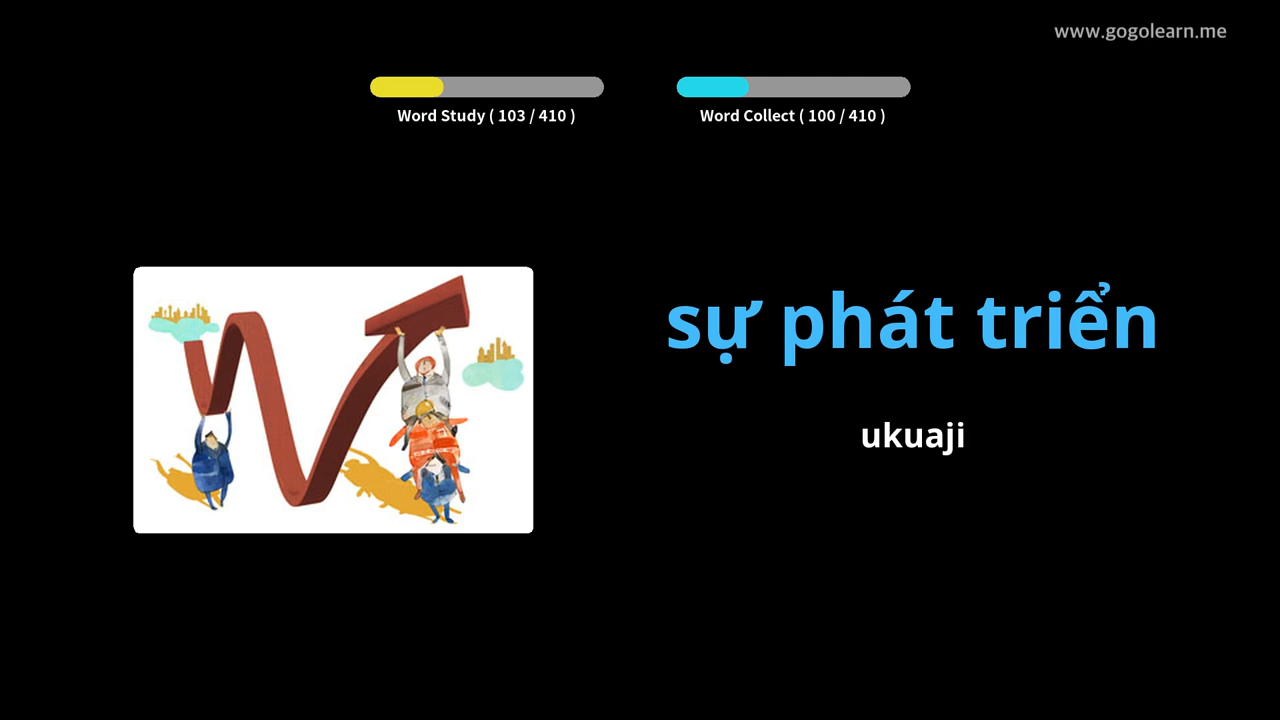 www.gogolearn.me
Word Study ( 103 / 410 )
Word Collect ( 100 / 410 )
sự phát triển
ukuaji